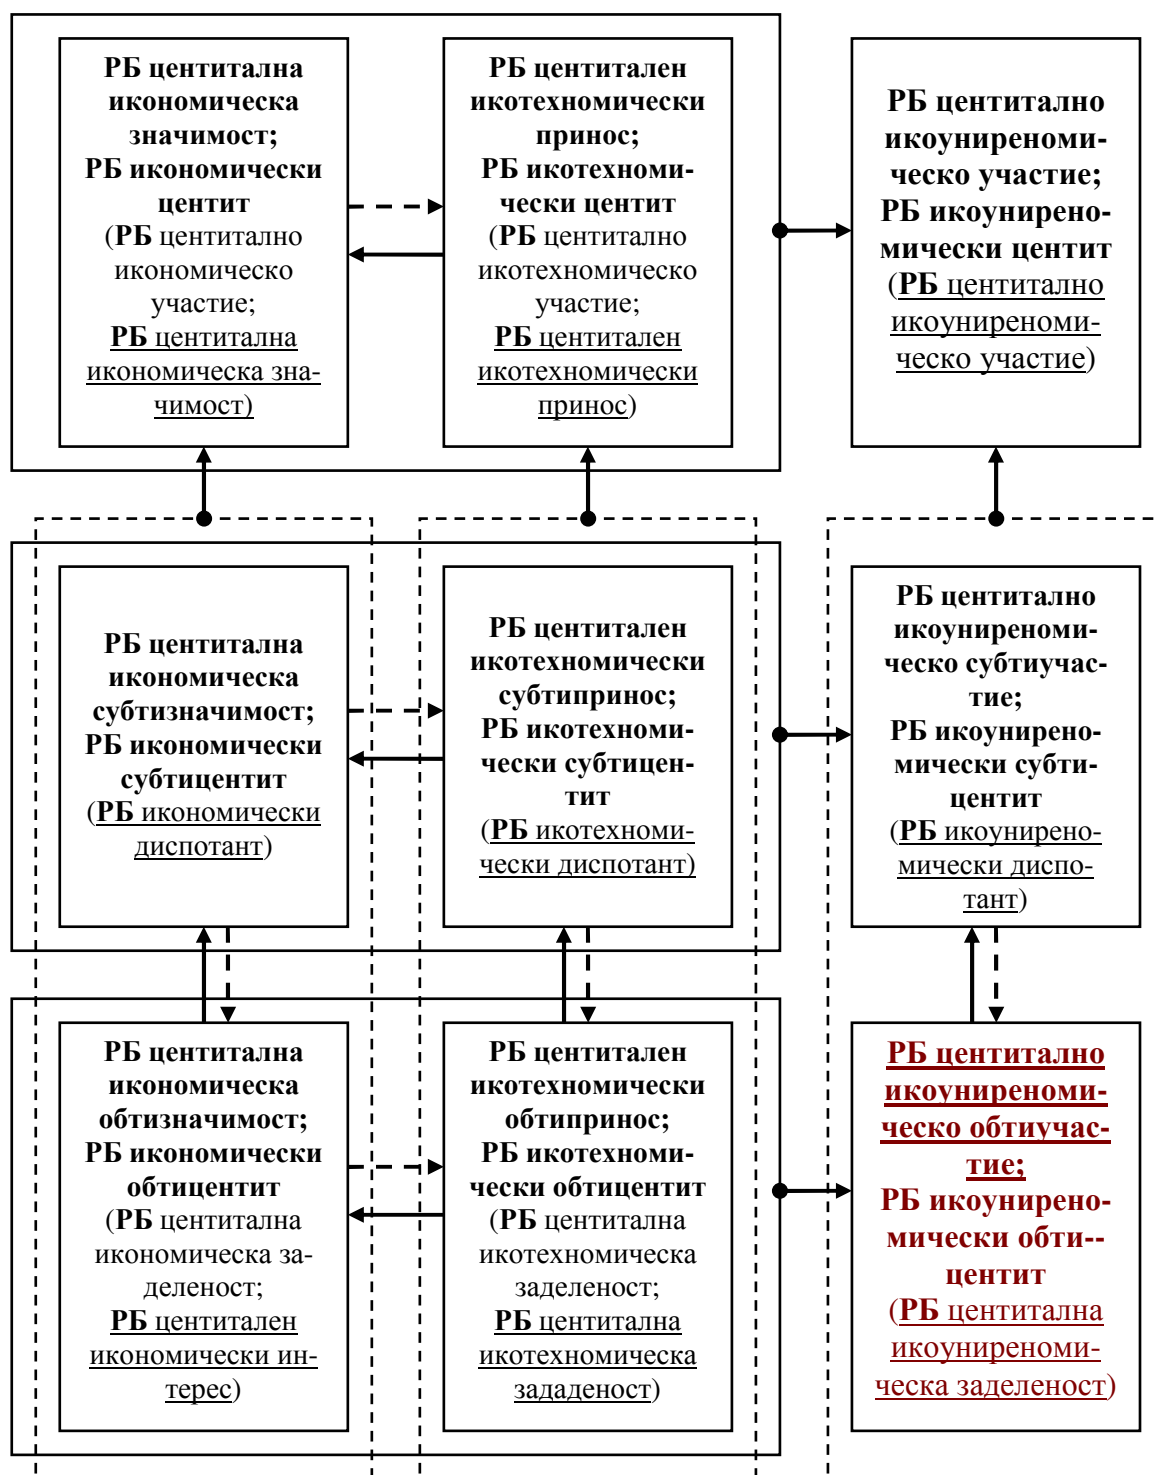 РБ центитална
икономическа
значимост;
РБ икономически
центит
(РБ центитално
икономическо
участие;
РБ центитална
икономическа зна-
чимост)
РБ центитален
икотехномически
принос;
РБ икотехноми-
чески центит
(РБ центитално
икотехномическо
участие;
РБ центитален
икотехномически
принос)
РБ центитално
икоуниреноми-
ческо участие;
РБ икоунирено-
мически центит
(РБ центитално
икоуниреноми-
ческо участие)
РБ центитална
икономическа
субтизначимост;
РБ икономически
субтицентит
(РБ икономически
диспотант)
РБ центитален
икотехномически
субтипринос;
РБ икотехноми-
чески субтицен-
тит
(РБ икотехноми-
чески диспотант)
РБ центитално
икоуниреноми-
ческо субтиучас-
тие;
РБ икоунирено-
мически субти-
центит
(РБ икоунирено-
мически диспо-
тант)
РБ центитална
икономическа
обтизначимост;
РБ икономически
обтицентит
(РБ центитална
икономическа за-
деленост;
РБ центитален
икономически ин-
терес)
РБ центитален
икотехномически
обтипринос;
РБ икотехноми-
чески обтицентит
(РБ центитална
икотехномическа
заделеност;
РБ центитална
икотехномическа
зададеност)
РБ центитално
икоуниреноми-
ческо обтиучас-
тие;
РБ икоунирено-
мически обти--
центит
(РБ центитална
икоуниреноми-
ческа заделеност)